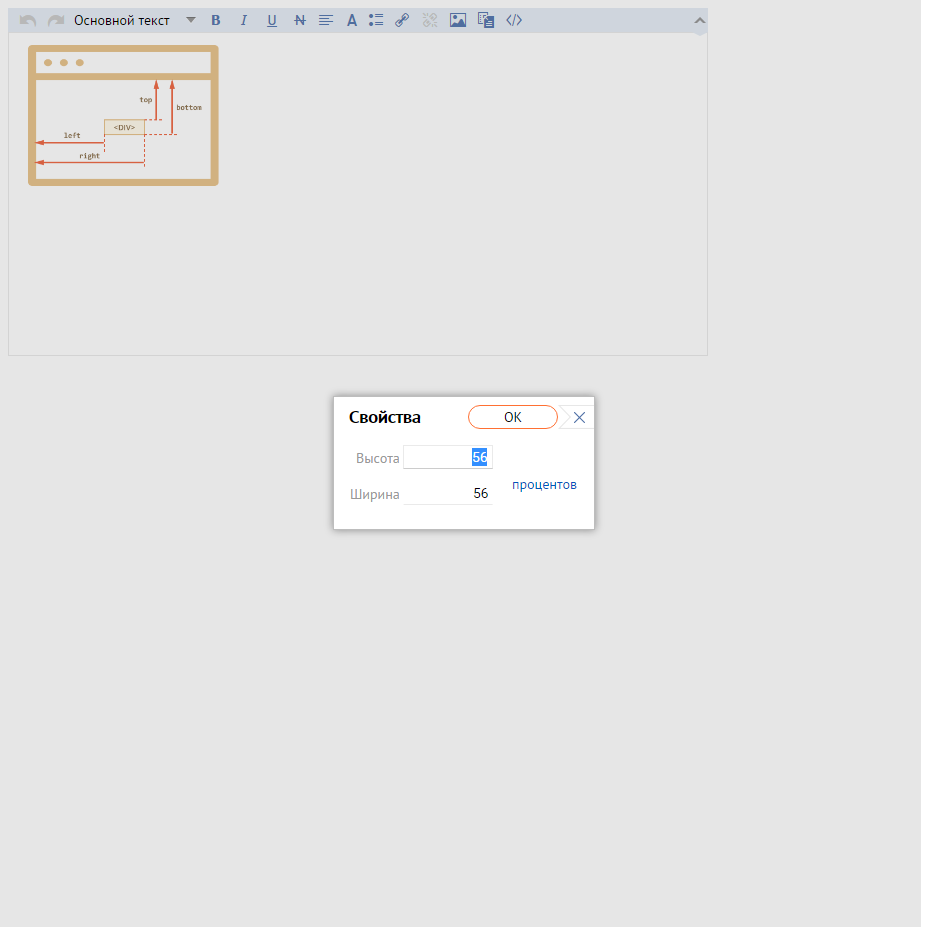 Основной текст B I U N A </>
top
bottom
<DIV>
left
right
Свойства OK
Высота 56
процентов
Ширина 56